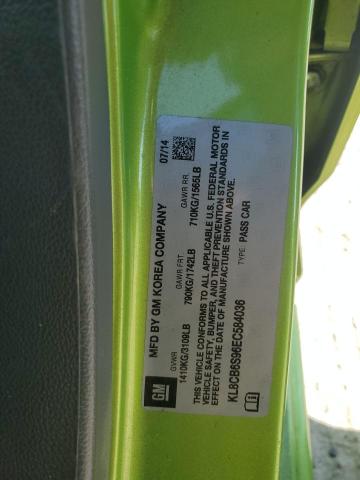 GM
MFD BY GM KOREA COMPANY
07/14
GVWR
GAWR FRT
GAWR RR
1410KG/3109LB
790KG/1742LB
710KG/1565LB
THIS VEHICLE CONFORMS TO ALL APPLICABLE U.S. FEDERAL MOTOR
VEHICLE SAFETY, BUMPER, AND THEFT PREVENTION STANDARDS IN
EFFECT ON THE DATE OF MANUFACTURE SHOWN ABOVE.
KL8CB6S96EC584036
TYPE: PASS CAR